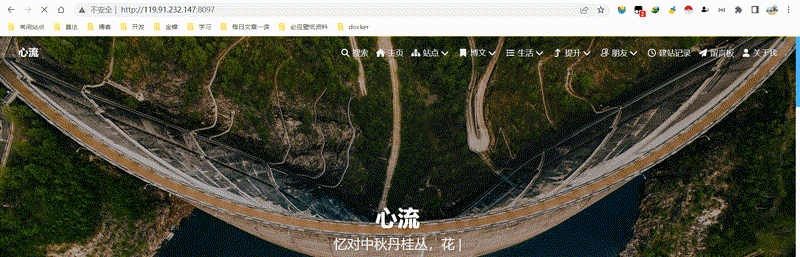 不安全 | http://119.91.232.147:8097
常用站点 算法 博客 开发 金蝶 学习 每日文章一读 必应壁纸资料 docker
心流 搜索 主页 站点 博文 生活 提升 朋友 建站记录 留言板 关于我
心流
忆对中秋丹桂丛，花 |